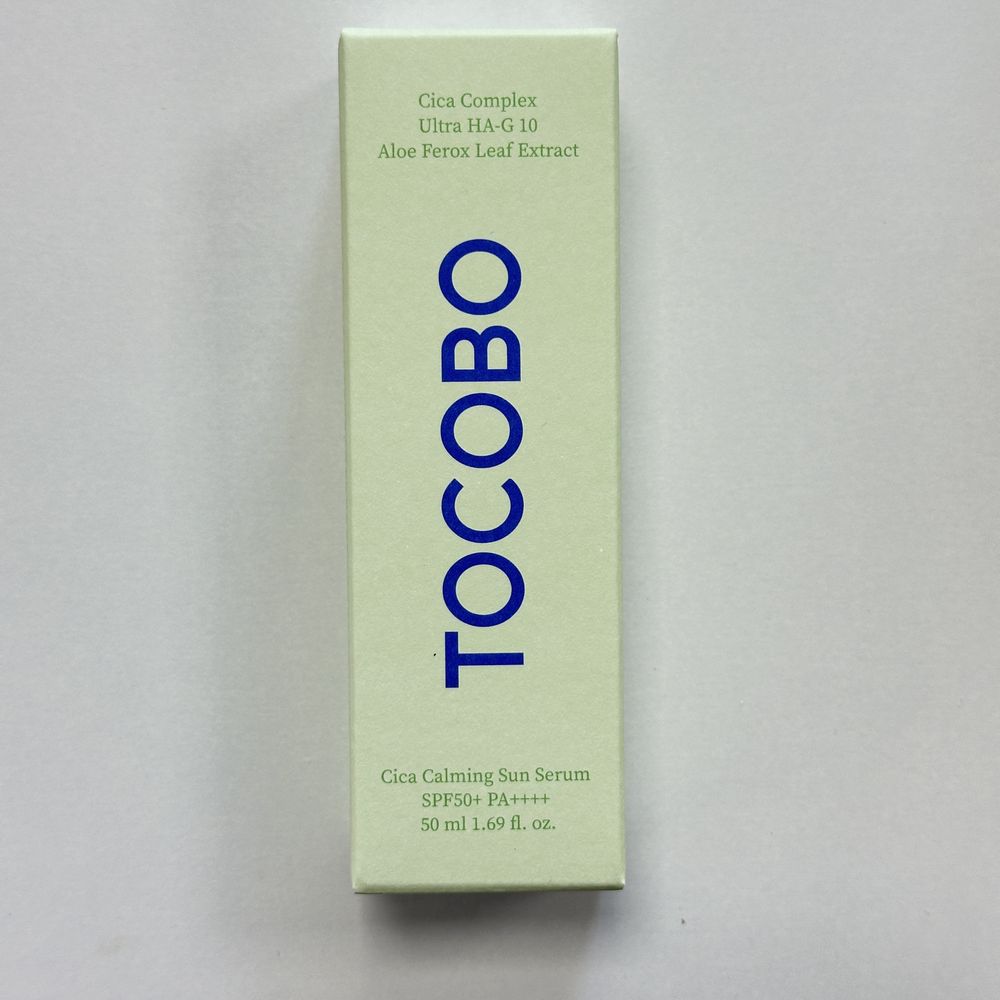 Cica Complex
Ultra HA-G 10
Aloe Ferox Leaf Extract
TOCOBO
Cica Calming Sun Serum
SPF50+ PA++++
50 ml 1.69 fl. oz.